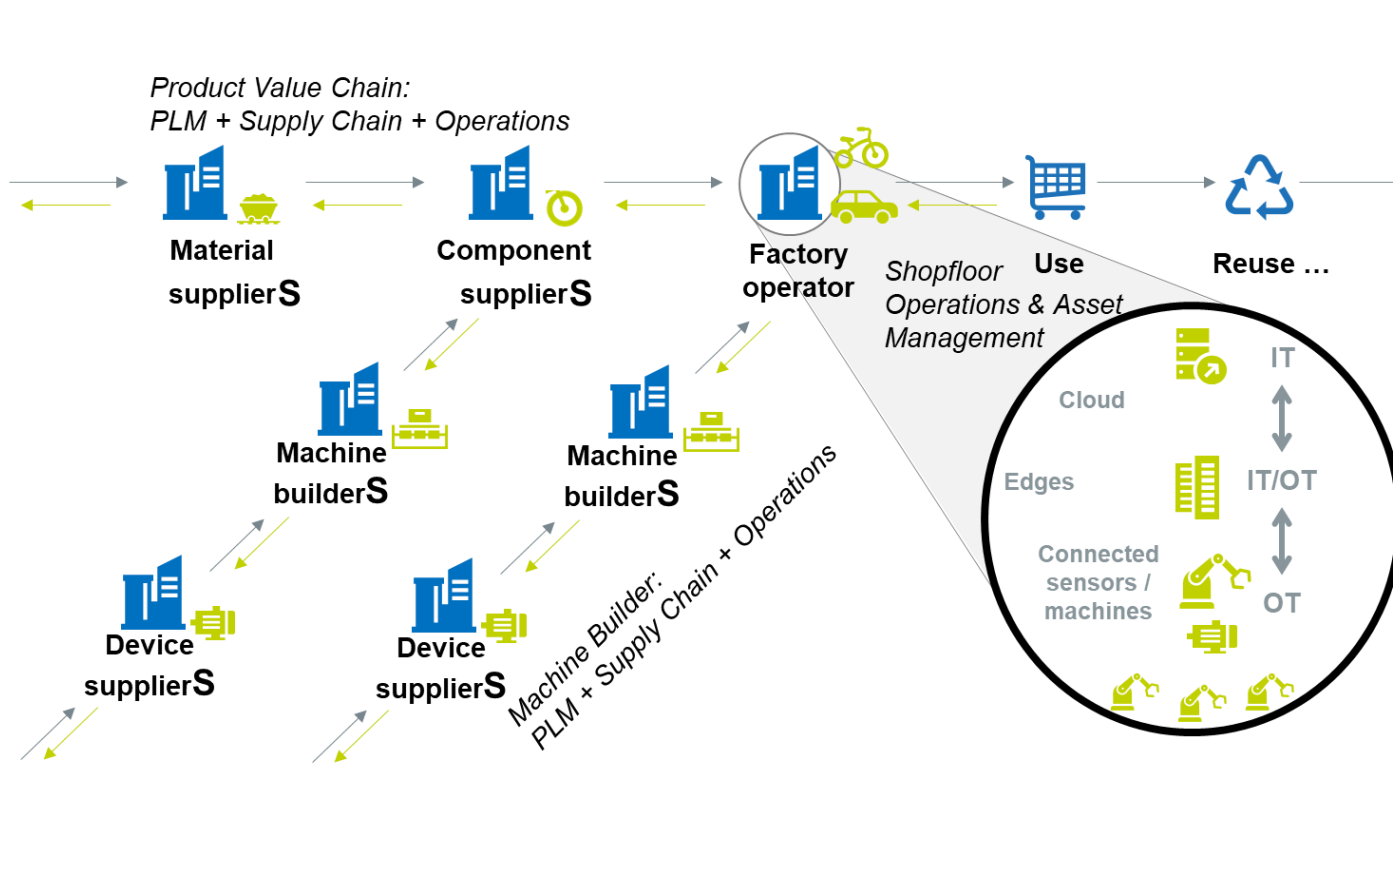 Product Value Chain:
PLM + Supply Chain + Operations
Material
supplierS
Component
supplierS
Factory
operator
Use
Reuse ...
Shopfloor
Operations & Asset
Management
Machine
builderS
Machine
builderS
Device
supplierS
Device
supplierS
Machine Builder:
PLM + Supply Chain + Operations
IT
Cloud
Edges
IT/OT
Connected
sensors /
machines
OT